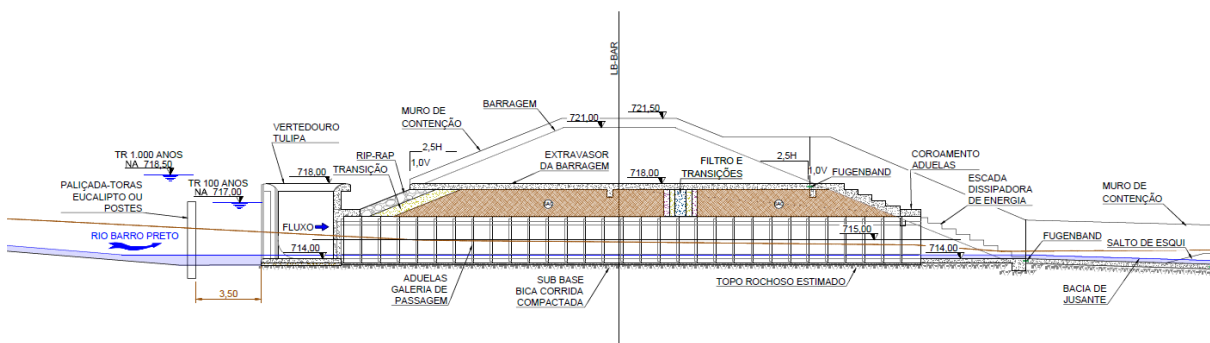 LB-BAR
TR 1.000 ANOS
NA 718,50
PALIÇADA-TORAS
EUCALIPTO OU
POSTES
TR 100 ANOS
NA 717,00
RIO BARRO PRETO
3,50
VERTEDOURO
TULIPA
718,00
FLUXO
714,00
RIP-RAP
TRANSIÇÃO
MURO DE
CONTENÇÃO
2,5H
1,0V
BARRAGEM
721,00
721,50
EXTRAVASOR
DA BARRAGEM
718,00
FILTRO E
TRANSIÇÕES
2,5H
1,0V
FUGENBAND
COROAMENTO
ADUELAS
ESCADA
DISSIPADORA
DE ENERGIA
MURO DE
CONTENÇÃO
715,00
714,00
FUGENBAND
SALTO DE ESQUI
ADUELAS
GALERIA DE
PASSAGEM
SUB BASE
BICA CORRIDA
COMPACTADA
TOPO ROCHOSO ESTIMADO
BACIA DE
JUSANTE